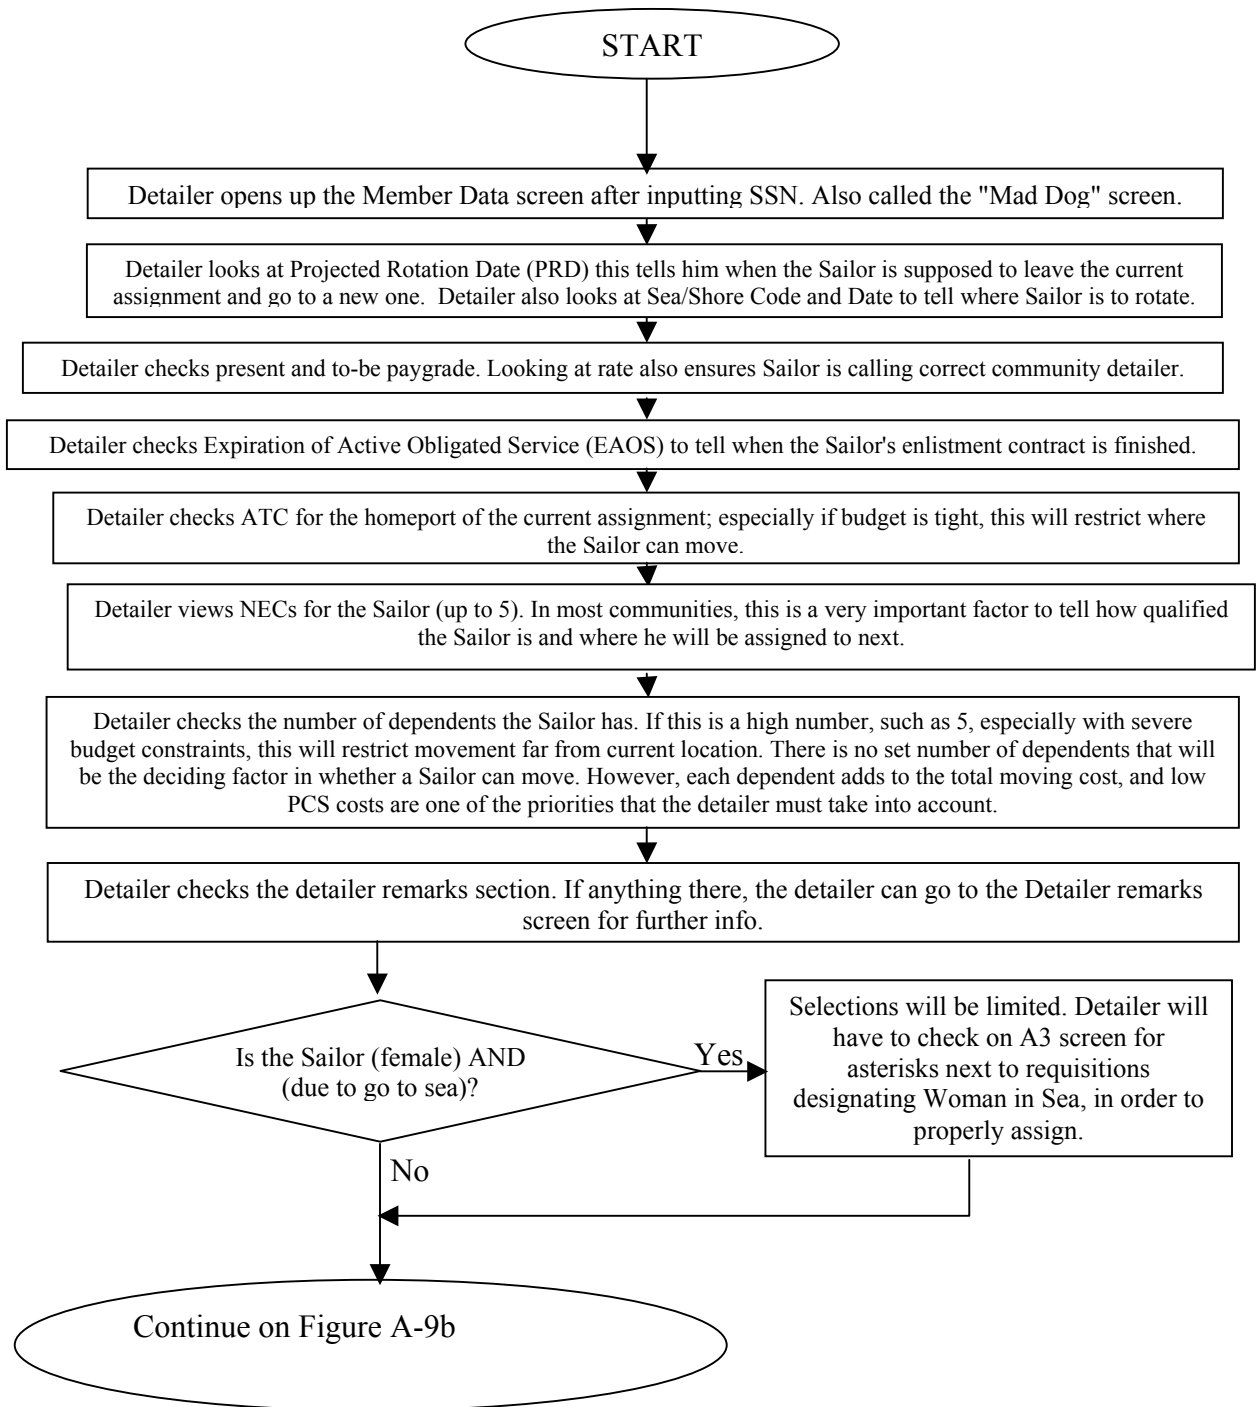 START
Detailer opens up the Member Data screen after inputting SSN. Also called the "Mad Dog" screen.
Detailer looks at Projected Rotation Date (PRD) this tells him when the Sailor is supposed to leave the current
assignment and go to a new one. Detailer also looks at Sea/Shore Code and Date to tell where Sailor is to rotate.
Detailer checks present and to-be paygrade. Looking at rate also ensures Sailor is calling correct community detailer.
Detailer checks Expiration of Active Obligated Service (EAOS) to tell when the Sailor's enlistment contract is finished.
Detailer checks ATC for the homeport of the current assignment; especially if budget is tight, this will restrict where
the Sailor can move.
Detailer views NECs for the Sailor (up to 5). In most communities, this is a very important factor to tell how qualified
the Sailor is and where he will be assigned to next.
Detailer checks the number of dependents the Sailor has. If this is a high number, such as 5, especially with severe
budget constraints, this will restrict movement far from current location. There is no set number of dependents that will
be the deciding factor in whether a Sailor can move. However, each dependent adds to the total moving cost, and low
PCS costs are one of the priorities that the detailer must take into account.
Detailer checks the detailer remarks section. If anything there, the detailer can go to the Detailer remarks
screen for further info.
Is the Sailor (female) AND
(due to go to sea)?
Yes
Selections will be limited. Detailer will
have to check on A3 screen for
asterisks next to requisitions
designating Woman in Sea, in order to
properly assign.
No
Continue on Figure A-9b